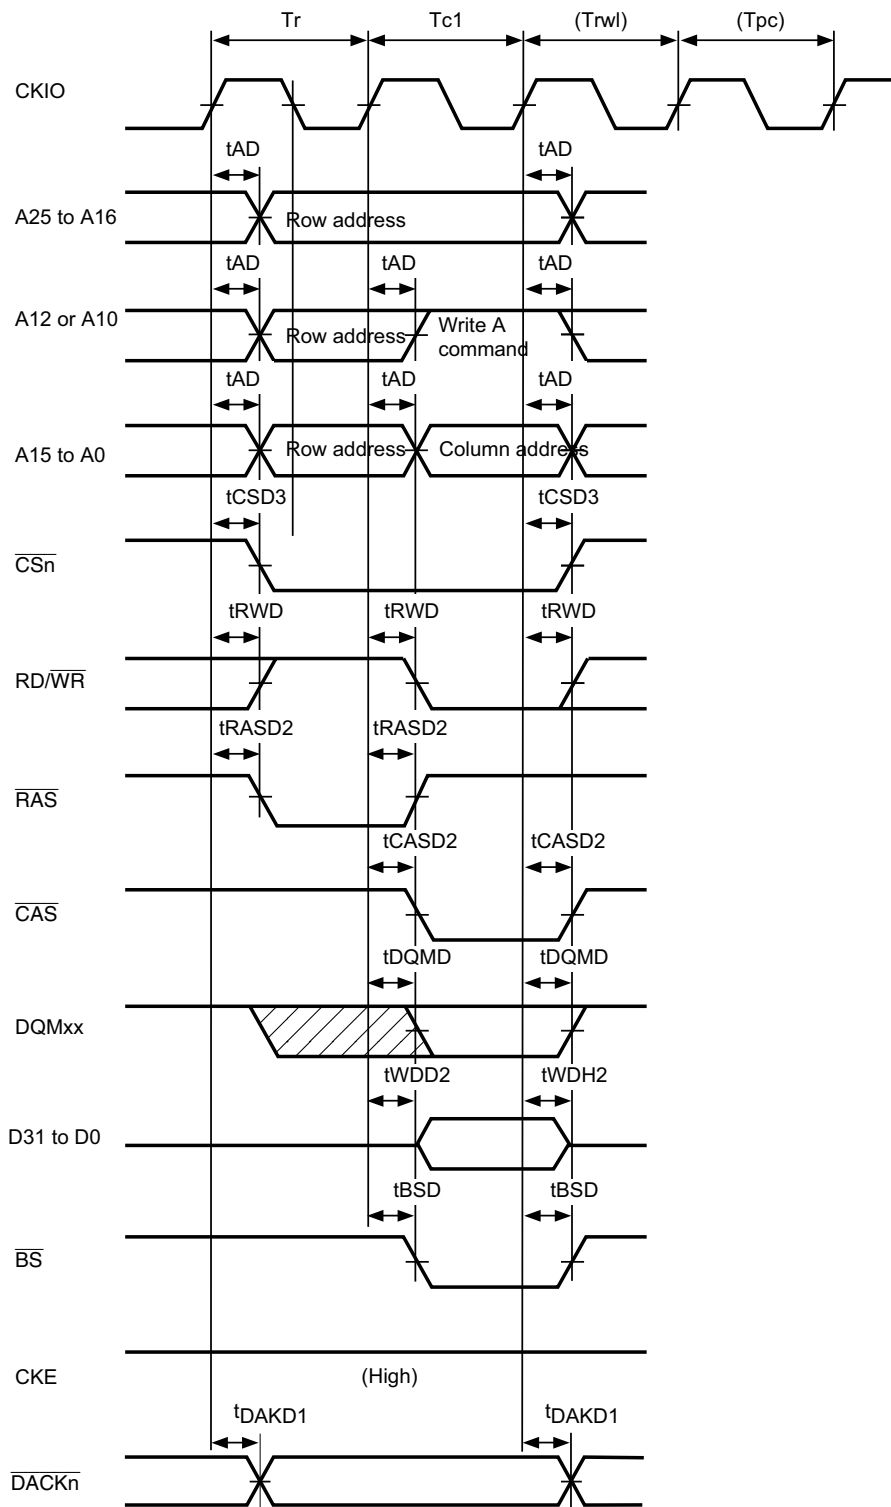 Tr Tc1 (Trwl) (Tpc)
CKIO
tAD tAD
A25 to A16 Row address
tAD tAD tAD
A12 or A10 Row address Write A command
tAD tAD tAD
A15 to A0 Row address Column address
tCSD3 tCSD3
CSn
tRWD tRWD tRWD
RD/WR
tRASD2 tRASD2
RAS
tCASD2 tCASD2
CAS
tDQMD tDQMD
DQMxx
tWDD2 tWDH2
D31 to D0
tBSD tBSD
BS
CKE (High)
tDAKD1 tDAKD1
DACKn